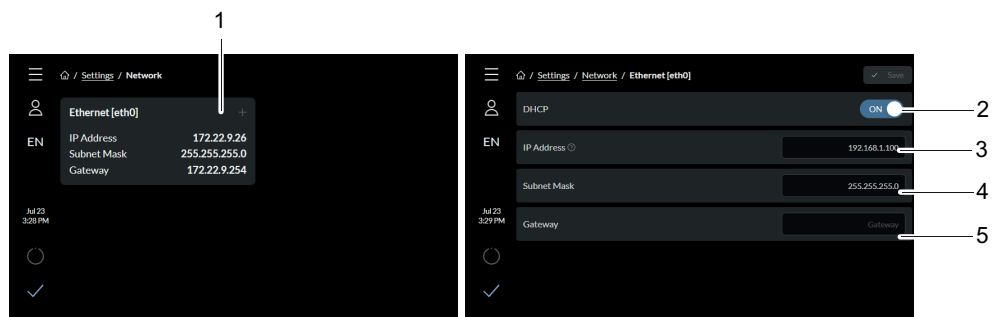 1
/ Settings / Network
Ethernet [eth0] +
EN
IP Address 172.22.9.26
Subnet Mask 255.255.255.0
Gateway 172.22.9.254
Jul 23
3:28 PM
/ Settings / Network / Ethernet [eth0]
Save
DHCP ON
2
EN
IP Address 192.168.1.100
3
Subnet Mask 255.255.255.0
4
Jul 23
3:29 PM
Gateway Gateway
5